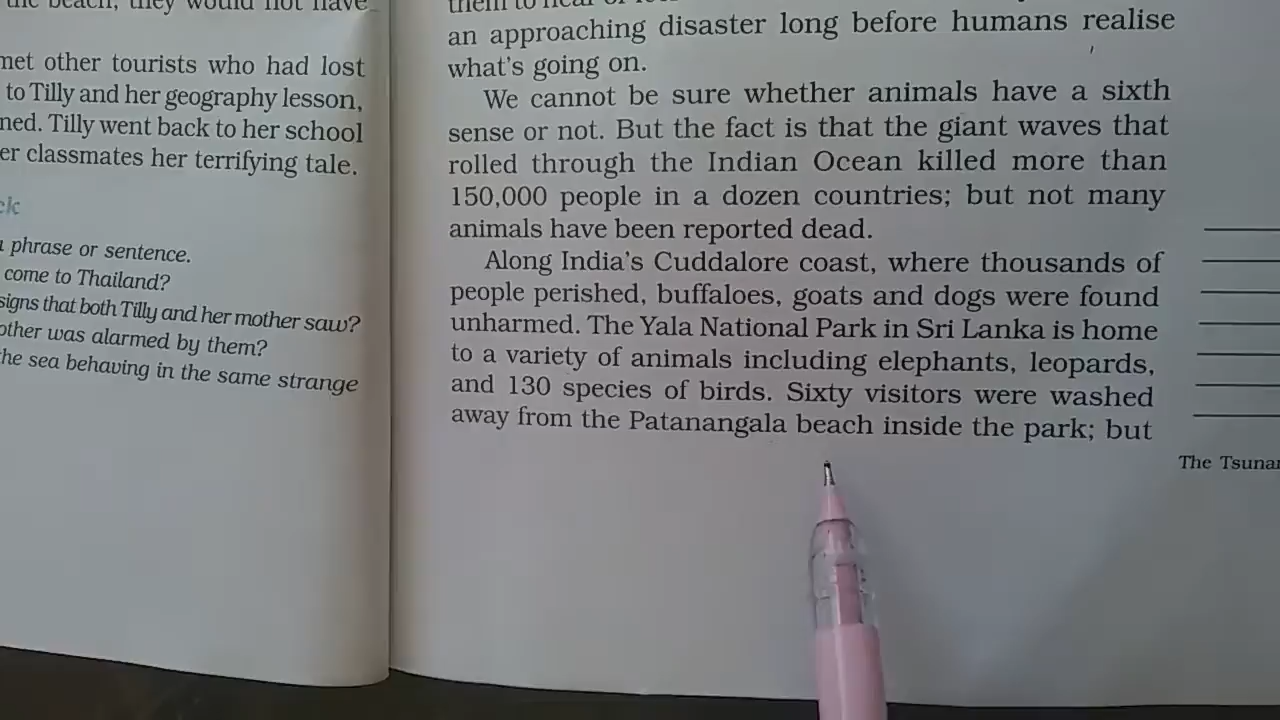 the beach, they would not have
met other tourists who had lost
to Tilly and her geography lesson,
Tilly went back to her school
classmates her terrifying tale.
phrase or sentence.
come to Thailand?
signs that both Tilly and her mother saw?
was alarmed by them?
the sea behaving in the same strange
them to hear or
an approaching disaster long before humans realise
what's going on.
We cannot be sure whether animals have a sixth
sense or not. But the fact is that the giant waves that
rolled through the Indian Ocean killed more than
150,000 people in a dozen countries; but not many
animals have been reported dead.
Along India's Cuddalore coast, where thousands of
people perished, buffaloes, goats and dogs were found
unharmed. The Yala National Park in Sri Lanka is home
to a variety of animals including elephants, leopards,
and 130 species of birds. Sixty visitors were washed
away from the Patanangala beach inside the park; but
The